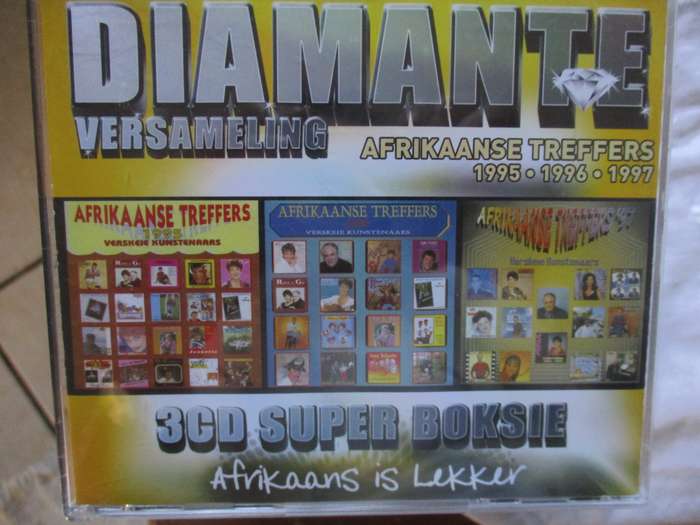 DIAMANTE
VERSAMELING
AFRIKAANSE TREFFERS
1995 • 1996 • 1997
AFRIKAANSE TREFFERS
1995
VERSKEIE KUNSTENAARS
AFRIKAANSE TREFFERS
VERSKEIE KUNSTENAARS
AFRIKAANSE TREFFERS
Verskeie Kunstenaars
3CD SUPER BOKSIE
Afrikaans is Lekker